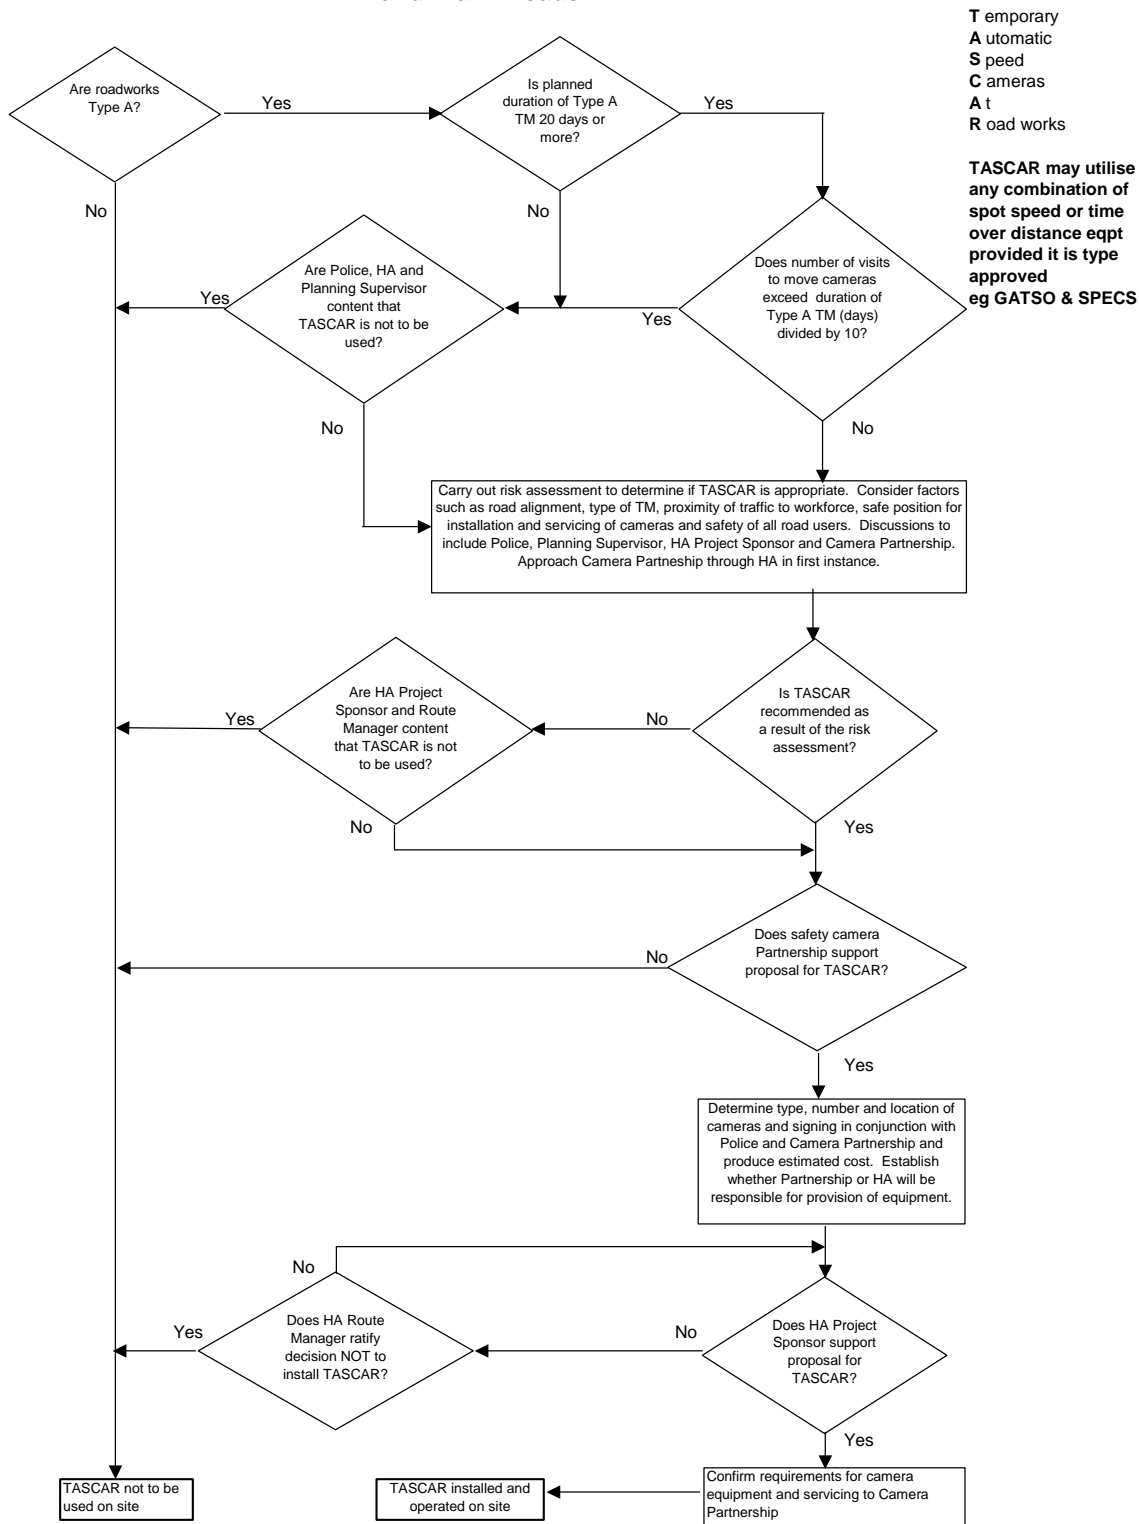 T emporary
A utomatic
S peed
C ameras
A t
R oad works
TASCAR may utilise
any combination of
spot speed or time
over distance eqpt
provided it is type
approved
eg GATSO & SPECS
Are roadworks
Type A?
Yes
No
Is planned
duration of Type A
TM 20 days or
more?
Yes
No
Does number of visits
to move cameras
exceed duration of
Type A TM (days)
divided by 10?
Yes
No
Are Police, HA and
Planning Supervisor
content that
TASCAR is not to be
used?
Yes
No
Carry out risk assessment to determine if TASCAR is appropriate. Consider factors
such as road alignment, type of TM, proximity of traffic to workforce, safe position for
installation and servicing of cameras and safety of all road users. Discussions to
include Police, Planning Supervisor, HA Project Sponsor and Camera Partnership.
Approach Camera Partneship through HA in first instance.
Is TASCAR
recommended as
a result of the risk
assessment?
No
Yes
Are HA Project
Sponsor and Route
Manager content
that TASCAR is not
to be used?
Yes
No
Does safety camera
Partnership support
proposal for TASCAR?
No
Yes
Determine type, number and location of
cameras and signing in conjunction with
Police and Camera Partnership and
produce estimated cost. Establish
whether Partnership or HA will be
responsible for provision of equipment.
Does HA Project
Sponsor support
proposal for
TASCAR?
No
Yes
Does HA Route
Manager ratify
decision NOT to
install TASCAR?
No
Yes
Confirm requirements for camera
equipment and servicing to Camera
Partnership
TASCAR installed and
operated on site
TASCAR not to be
used on site